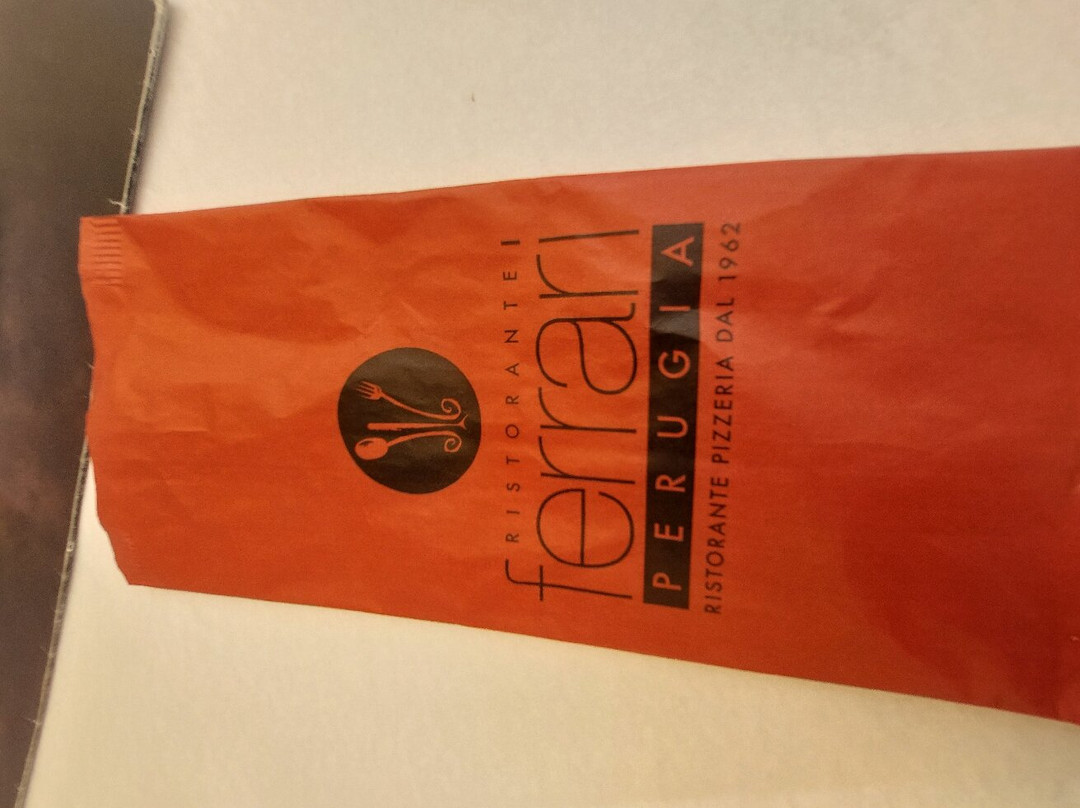 RISTORANTE
ferrari
PERUGIA
RISTORANTE PIZZERIA DAL 1962